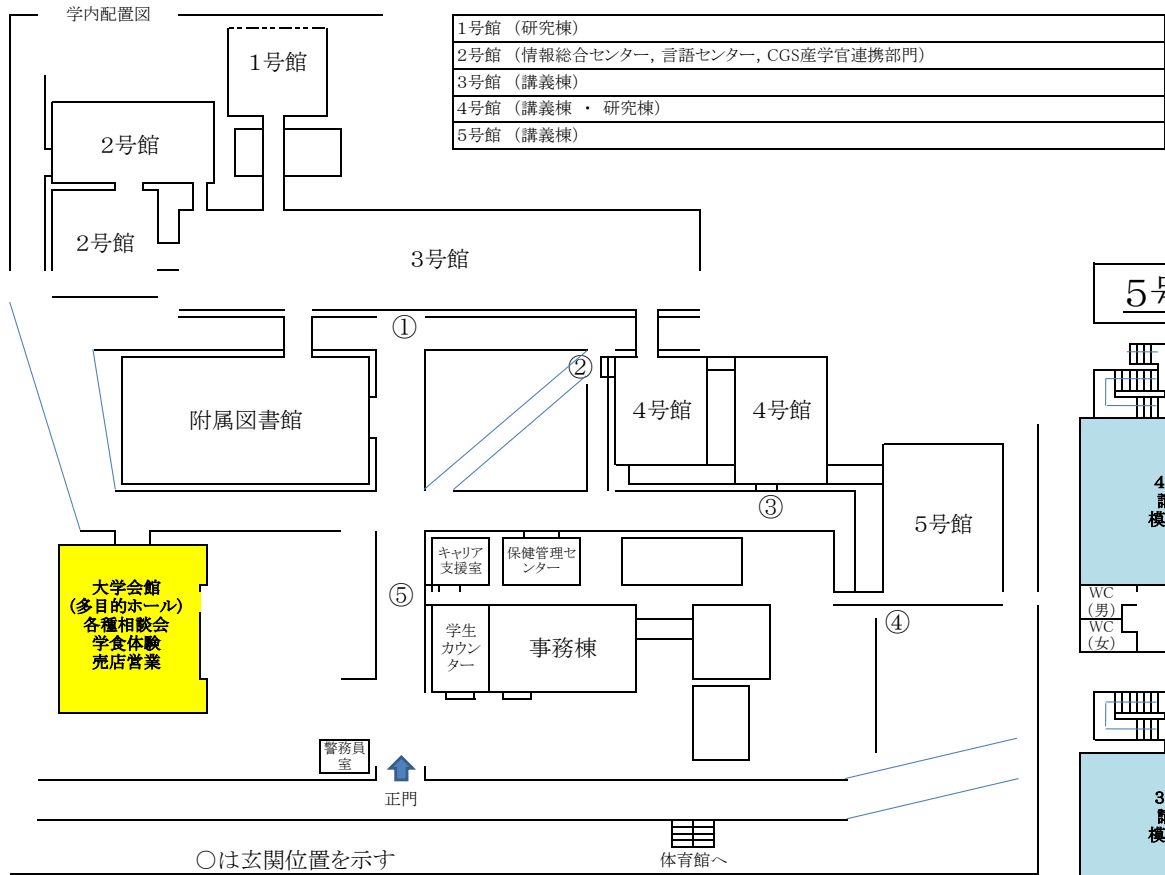 学内配置図
1号館 （研究棟）
2号館 （情報総合センター, 言語センター, CGS産学官連携部門）
3号館 （講義棟）
4号館 （講義棟 ・ 研究棟）
5号館 （講義棟）
1号館
2号館
2号館
3号館
①
②
附属図書館
4号館
4号館
③
5号館
キャリア
支援室
保健管理セ
ンター
⑤
大学会館
(多目的ホール)
各種相談会
学食体験
売店営業
学生
カウン
ター
事務棟
④
警務員
室
正門
体育館へ
○は玄関位置を示す
5
4
WC
(男)
WC
(女)
3